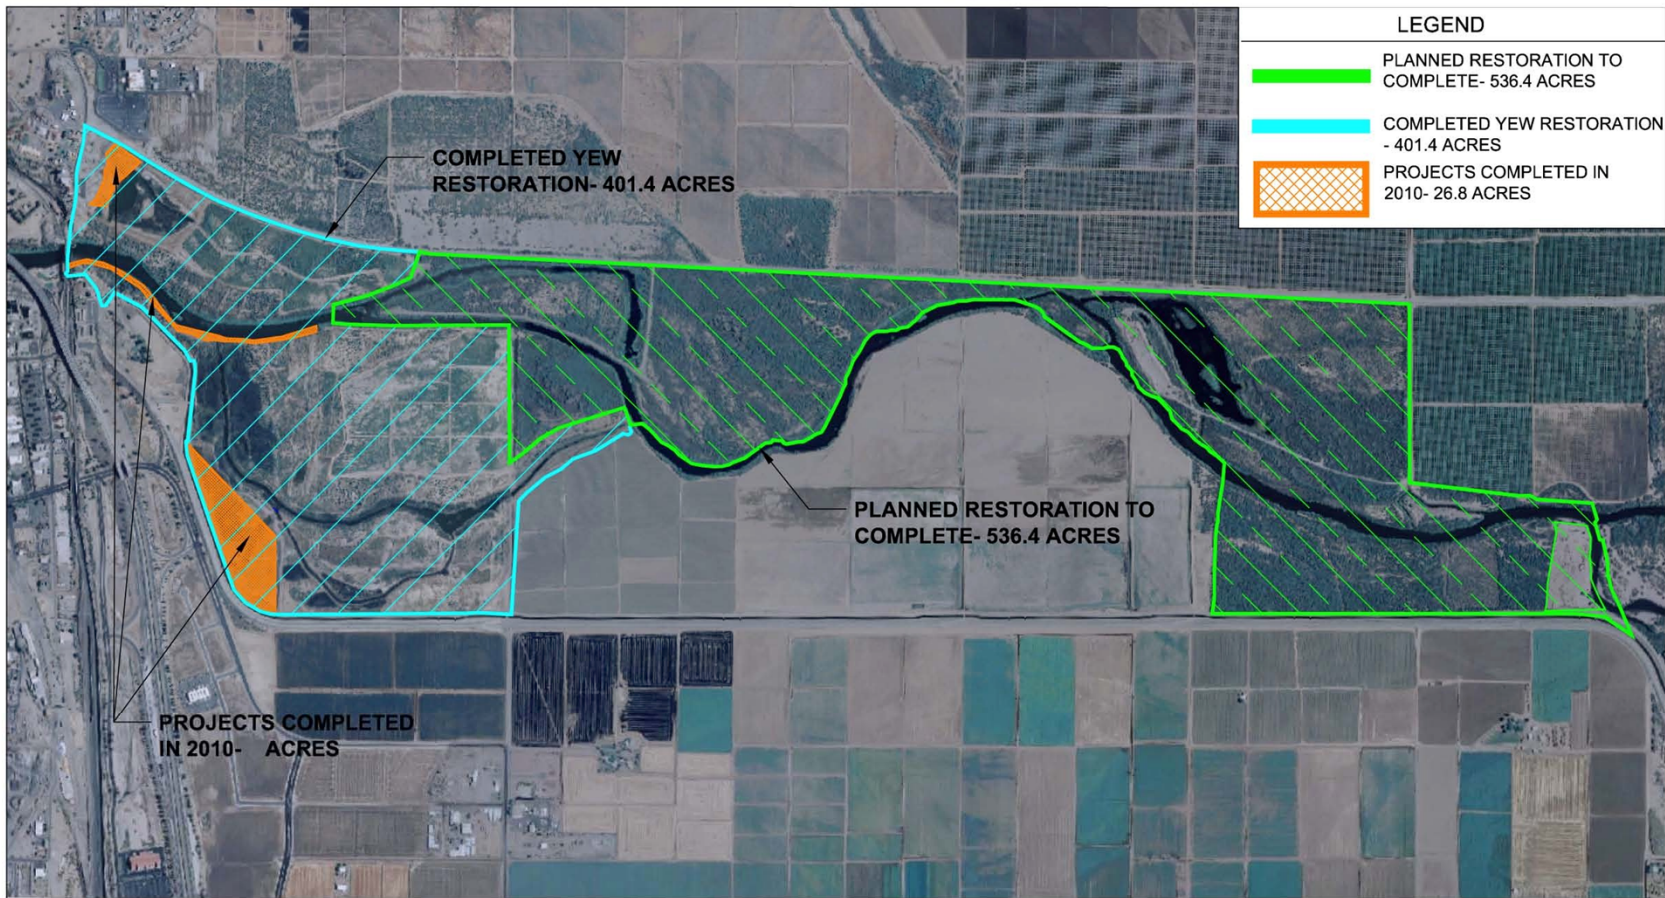 LEGEND
PLANNED RESTORATION TO
COMPLETE- 536.4 ACRES
COMPLETED YEW RESTORATION
- 401.4 ACRES
PROJECTS COMPLETED IN
2010- 26.8 ACRES
COMPLETED YEW
RESTORATION- 401.4 ACRES
PLANNED RESTORATION TO
COMPLETE- 536.4 ACRES
PROJECTS COMPLETED
IN 2010- ACRES